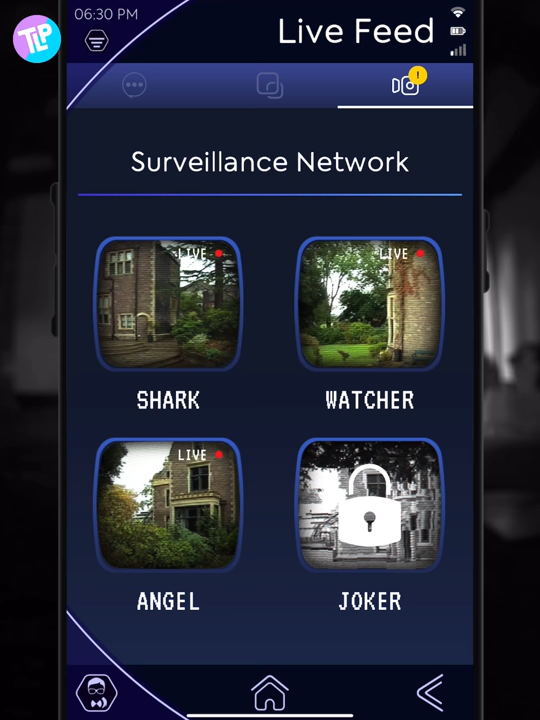 06:30 PM
TLP
Live Feed
!
Surveillance Network
LIVE
LIVE
SHARK
WATCHER
LIVE
ANGEL
JOKER